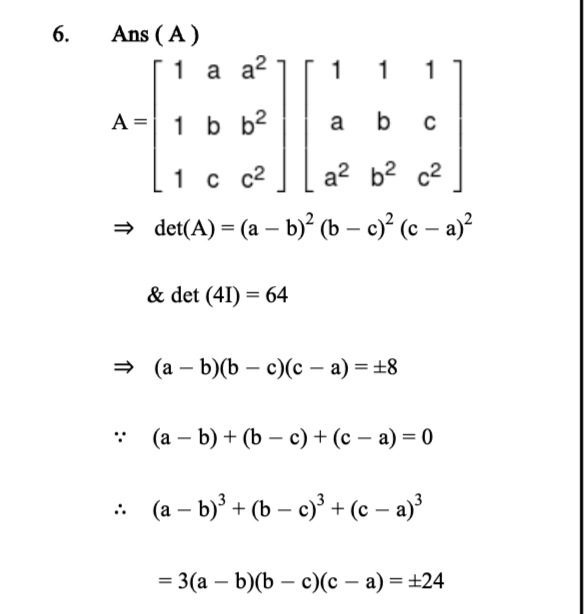 6. Ans ( A )
A = [ 1 a a² ] [ 1 1 1 ]
1 b b² a b c
1 c c² a² b² c²
⇒ det(A) = (a – b)² (b – c)² (c – a)²
& det (4I) = 64
⇒ (a – b)(b – c)(c – a) = ±8
∵ (a – b) + (b – c) + (c – a) = 0
∴ (a – b)³ + (b – c)³ + (c – a)³
= 3(a – b)(b – c)(c – a) = ±24